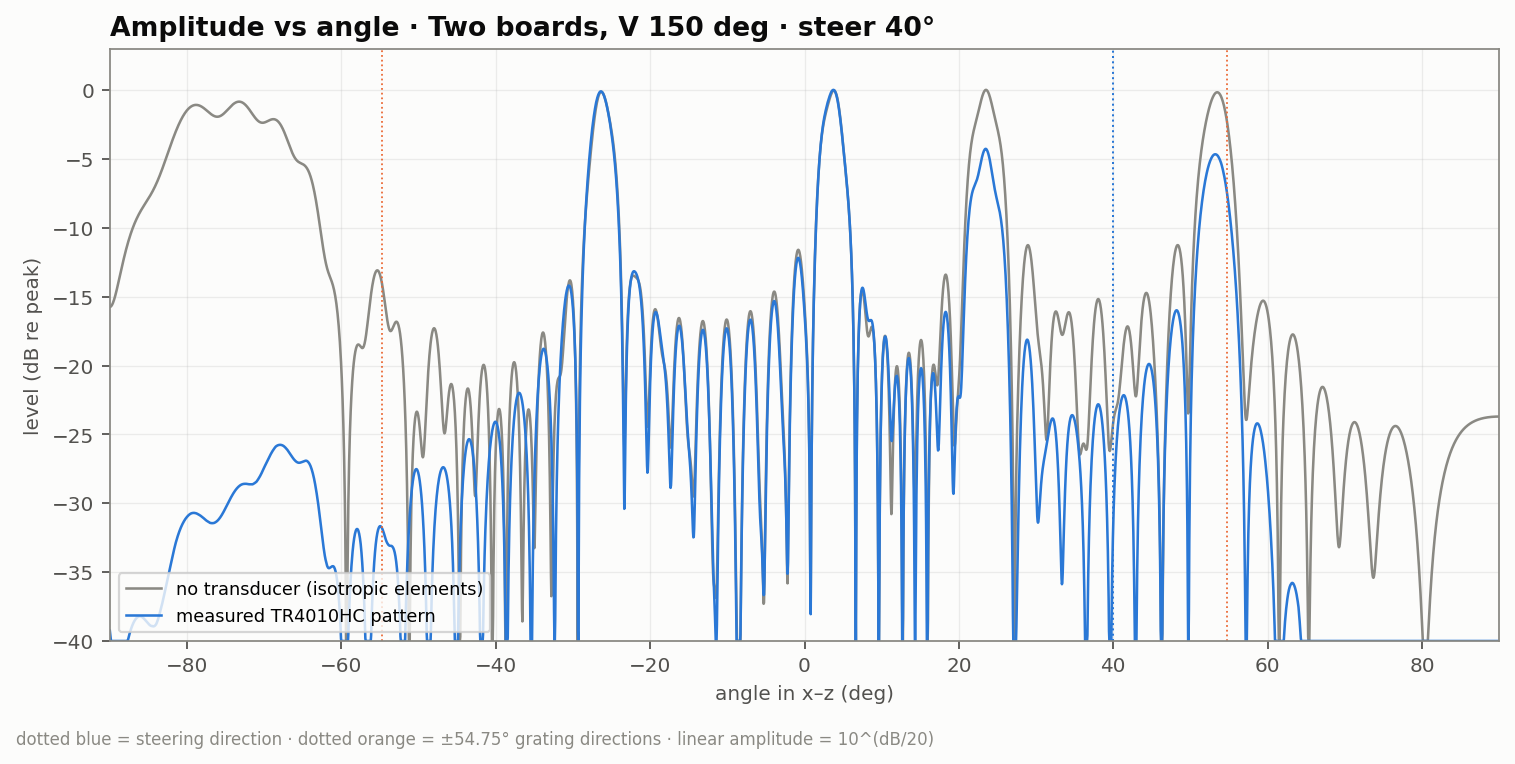 Amplitude vs angle · Two boards, V 150 deg · steer 40°
level (dB re peak)
0
−5
−10
−15
−20
−25
−30
−35
−40
no transducer (isotropic elements)
measured TR4010HC pattern
−80 −60 −40 −20 0 20 40 60 80
angle in x–z (deg)
dotted blue = steering direction · dotted orange = ±54.75° grating directions · linear amplitude = 10^(dB/20)